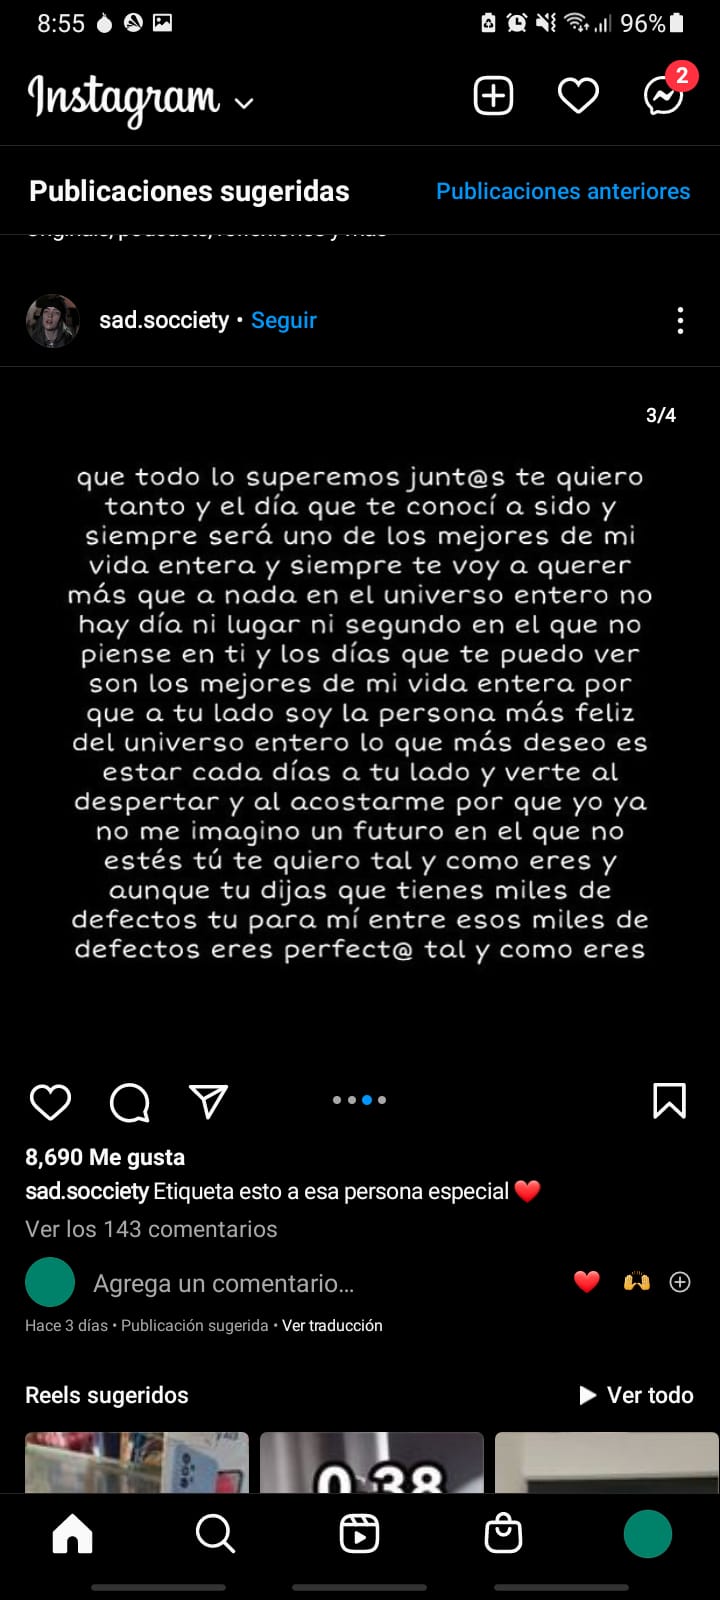 8:55
96%
Instagram
2
Publicaciones sugeridas
Publicaciones anteriores
originals, podcasts, reflexiones y más
sad.socciety • Seguir
3/4
que todo lo superemos junt@s te quiero
tanto y el día que te conocí a sido y
siempre será uno de los mejores de mi
vida entera y siempre te voy a querer
más que a nada en el universo entero no
hay día ni lugar ni segundo en el que no
piense en ti y los días que te puedo ver
son los mejores de mi vida entera por
que a tu lado soy la persona más feliz
del universo entero lo que más deseo es
estar cada días a tu lado y verte al
despertar y al acostarme por que yo ya
no me imagino un futuro en el que no
estés tú te quiero tal y como eres y
aunque tu dijas que tienes miles de
defectos tu para mí entre esos miles de
defectos eres perfect@ tal y como eres
8,690 Me gusta
sad.socciety Etiqueta esto a esa persona especial ❤️
Ver los 143 comentarios
Agrega un comentario...
Hace 3 días • Publicación sugerida • Ver traducción
Reels sugeridos
Ver todo
0:38